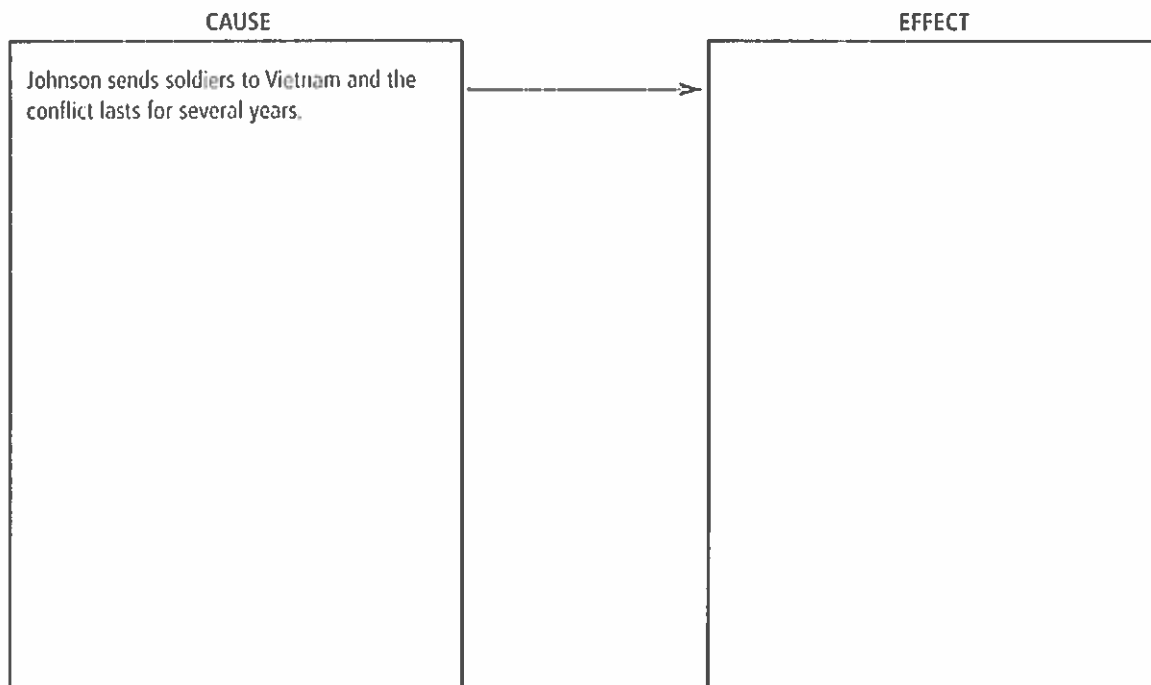 CAUSE
EFFECT
Johnson sends soldiers to Vietnam and the
conflict lasts for several years.